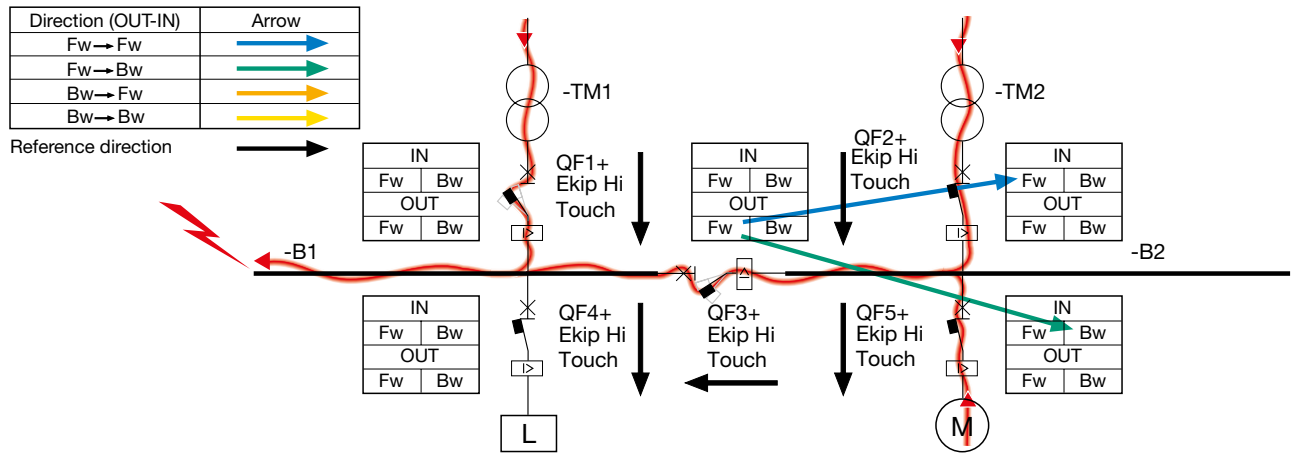 Direction (OUT-IN) Arrow
Fw→Fw
Fw→Bw
Bw→Fw
Bw→Bw
Reference direction
-TM1
-TM2
IN
Fw Bw
OUT
Fw Bw
QF1+
Ekip Hi
Touch
IN
Fw Bw
OUT
Fw Bw
QF2+
Ekip Hi
Touch
IN
Fw Bw
OUT
Fw Bw
-B1
-B2
IN
Fw Bw
OUT
Fw Bw
QF4+
Ekip Hi
Touch
QF3+
Ekip Hi
Touch
QF5+
Ekip Hi
Touch
IN
Fw Bw
OUT
Fw Bw
I>
I>
I>
I>
I>
L
M